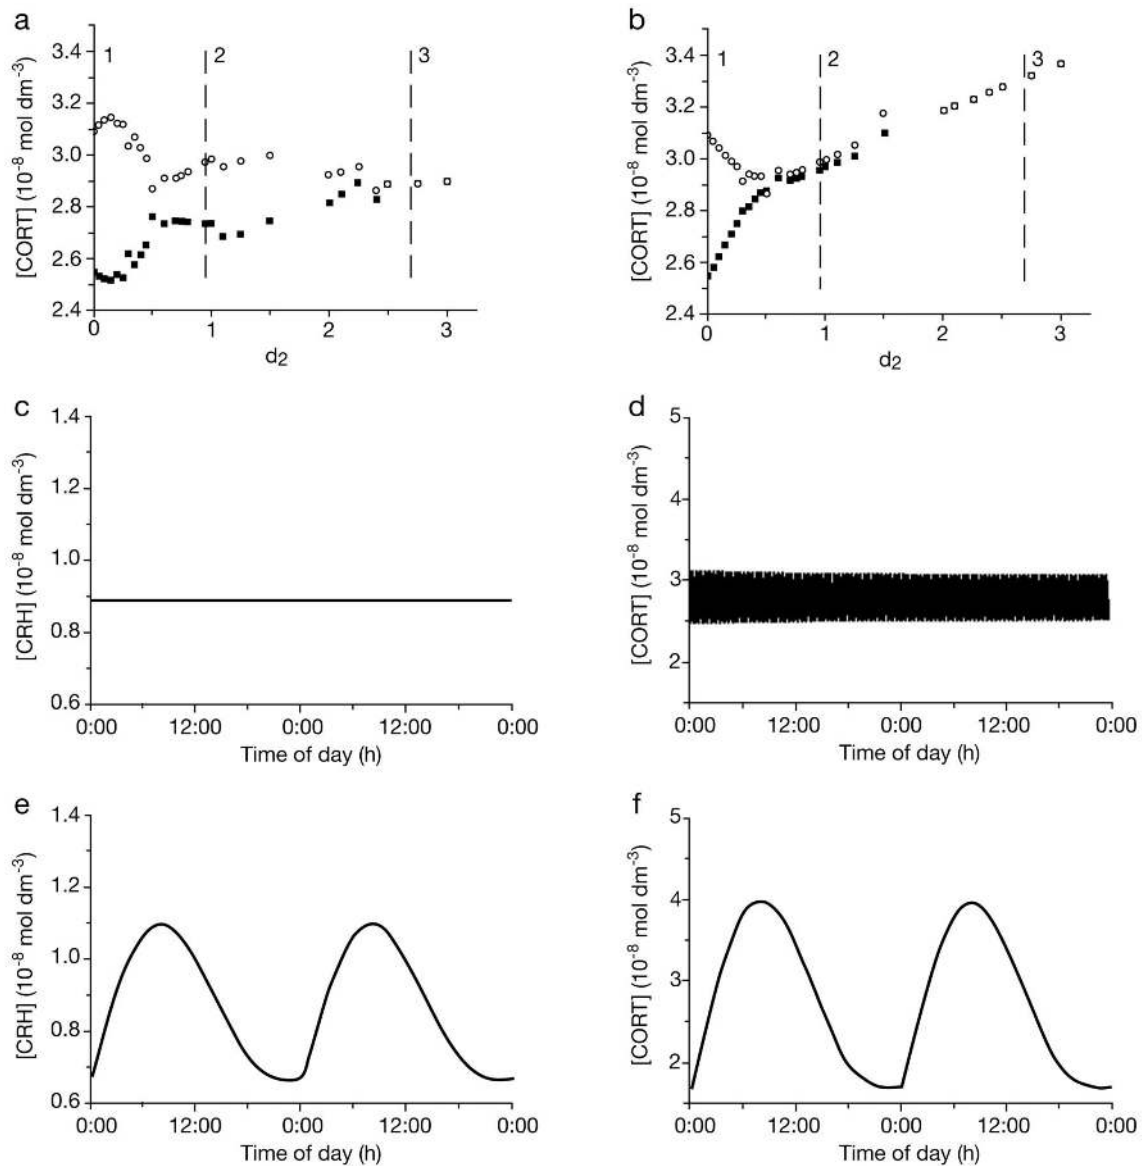 a
b
[CORT] (10⁻⁸ mol dm⁻³)
3.4
3.2
3.0
2.8
2.6
2.4
1
2
3
0
1
2
3
d₂
[CORT] (10⁻⁸ mol dm⁻³)
3.4
3.2
3.0
2.8
2.6
2.4
1
2
3
0
1
2
3
d₂
c
d
[CRH] (10⁻⁸ mol dm⁻³)
1.4
1.2
1.0
0.8
0.6
0:00 12:00 0:00 12:00 0:00
Time of day (h)
[CORT] (10⁻⁸ mol dm⁻³)
5
4
3
2
0:00 12:00 0:00 12:00 0:00
Time of day (h)
e
f
[CRH] (10⁻⁸ mol dm⁻³)
1.4
1.2
1.0
0.8
0.6
0:00 12:00 0:00 12:00 0:00
Time of day (h)
[CORT] (10⁻⁸ mol dm⁻³)
5
4
3
2
0:00 12:00 0:00 12:00 0:00
Time of day (h)